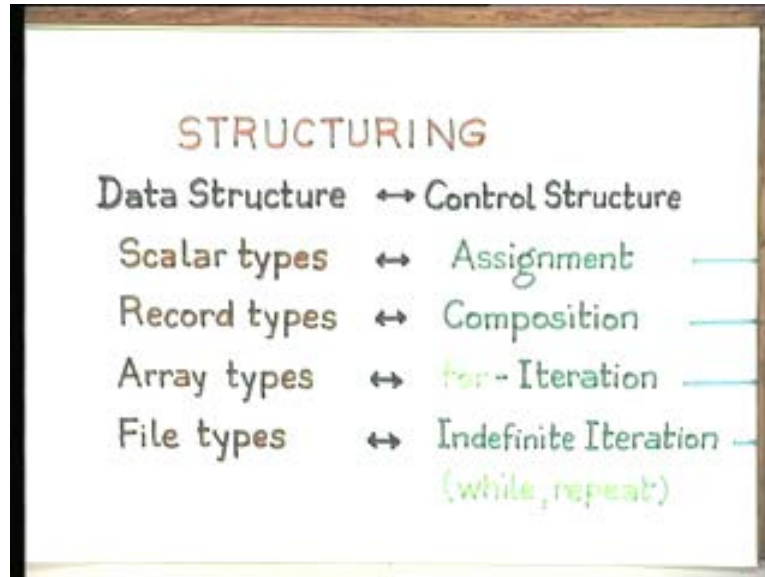 STRUCTURING
Data Structure ↔ Control Structure
Scalar types ↔ Assignment
Record types ↔ Composition
Array types ↔ for - Iteration
File types ↔ Indefinite Iteration
(while, repeat)